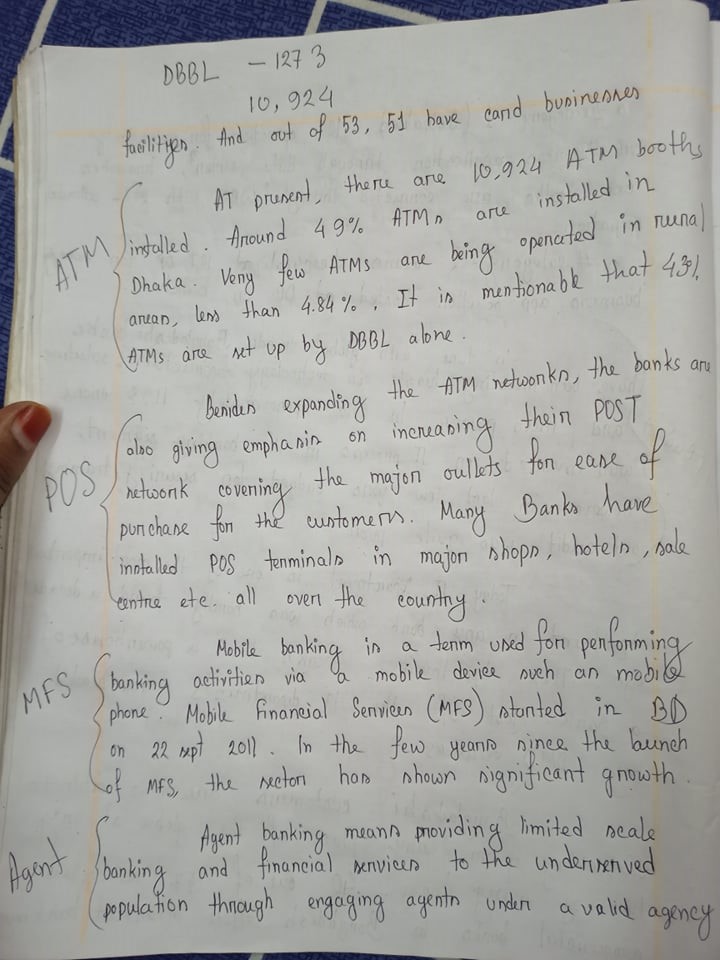 DBBL - 1273
10,924
facilities. And out of 53, 51 have card businesses
ATM
AT present, there are 10,924 ATM booths
installed. Around 49% ATMs are installed in
Dhaka. Very few ATMs are being operated in rural
areas, less than 4.84%. It is mentionable that 43%
ATMs are set up by DBBL alone.
POS
Besides expanding the ATM networks, the banks are
also giving emphasis on increasing their POST
network covering the major oullets for ease of
purchase for the customers. Many Banks have
installed POS terminals in major shops, hotels, sale
centre etc. all over the country.
MFS
Mobile banking is a term used for performing
banking activities via a mobile device such as mobile
phone. Mobile Financial Services (MFS) started in BD
on 22 sept 2011. In the few years since the launch
of MFS, the sector has shown significant growth.
Agent
Agent banking means providing limited scale
banking and financial services to the underserved
population through engaging agents under a valid agency